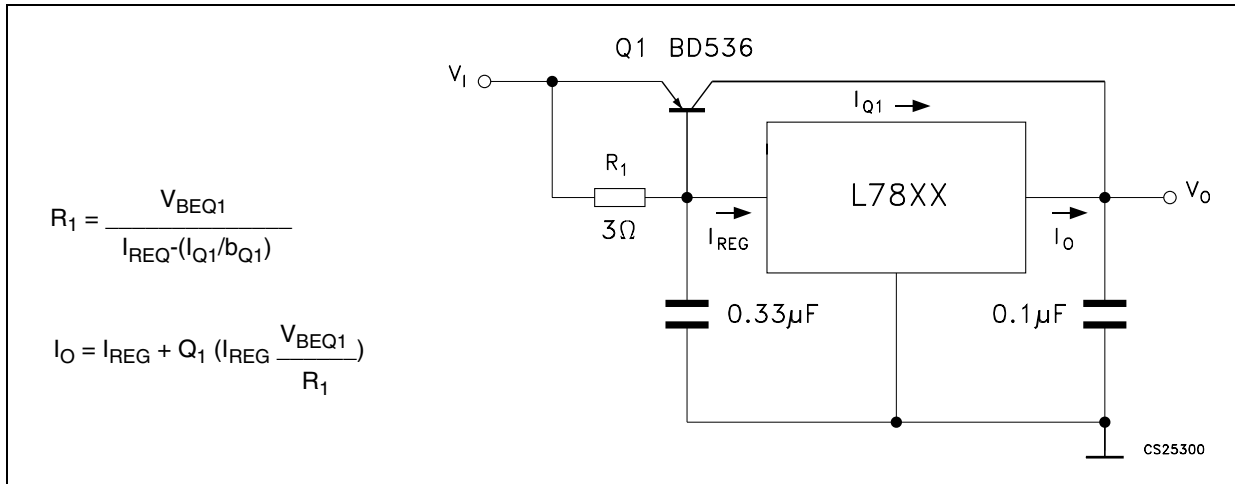 Q1 BD536
V_I
I_Q1
R_1
L78XX
V_O
3Ω
I_REG
I_O
0.33µF
0.1µF
CS25300
R_1 = V_BEQ1 / I_REQ-(I_Q1/b_Q1)
I_O = I_REG + Q_1 (I_REG V_BEQ1 / R_1)